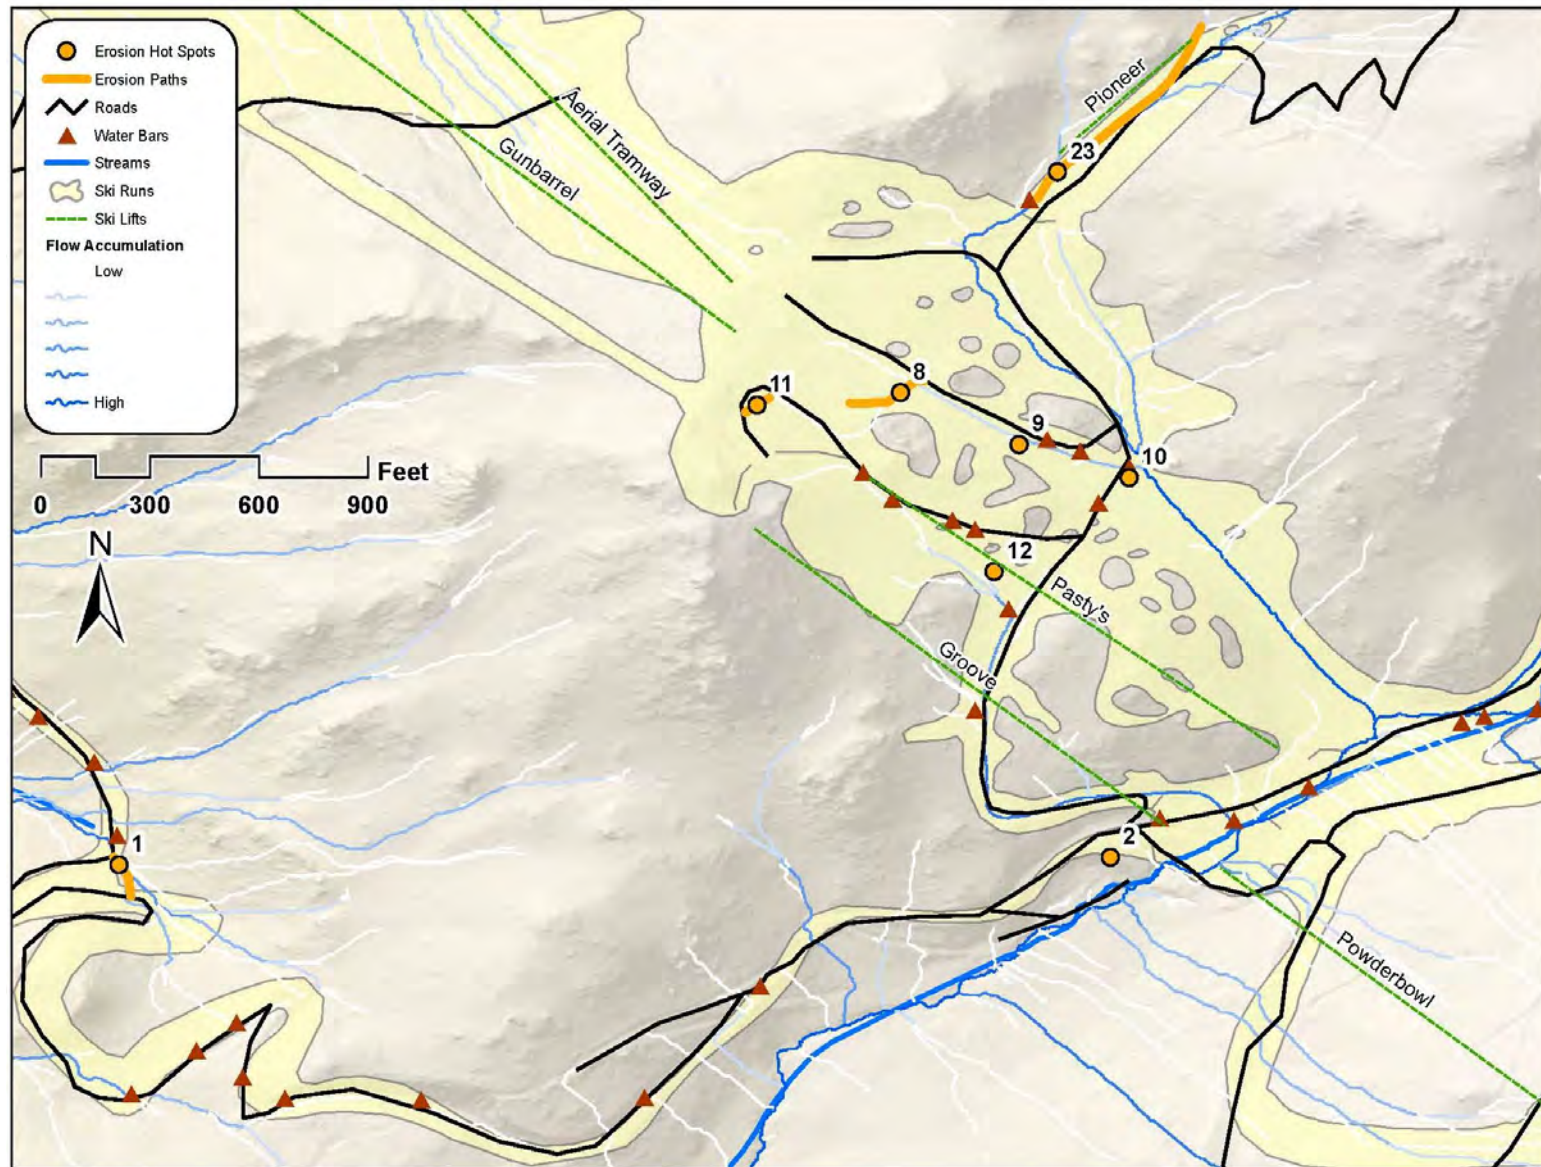 Erosion Hot Spots
Erosion Paths
Roads
Water Bars
Streams
Ski Runs
Ski Lifts
Flow Accumulation
Low
High
Feet
0 300 600 900
N
Aerial Tramway
Gunbarrel
Pioneer
23
8
11
9
10
12
Pasty's
Groove
1
2
Powderbowl